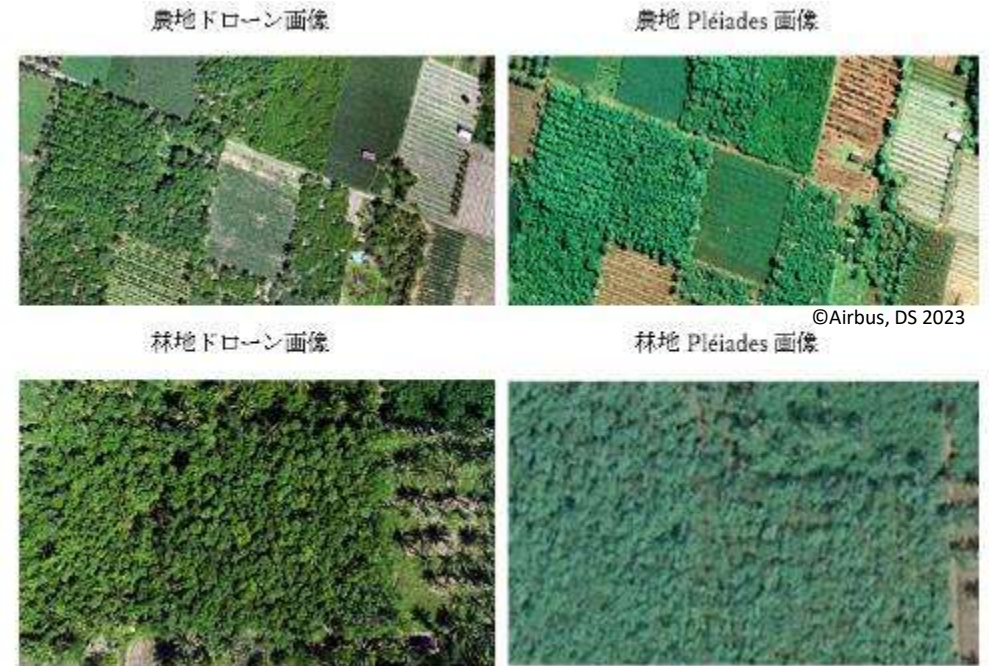 農地ドローン画像
農地 Pléiades 画像
©Airbus, DS 2023
林地ドローン画像
林地 Pléiades 画像